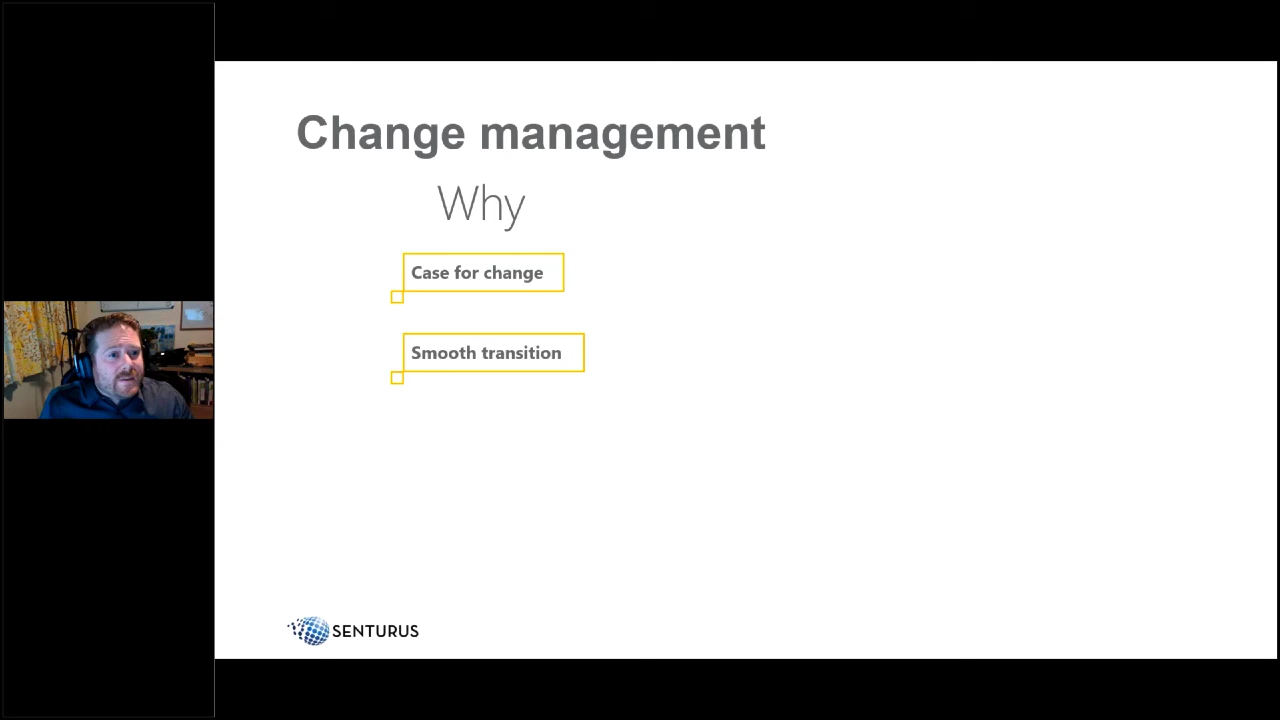 Change management
Why
Case for change
Smooth transition
SENTURUS